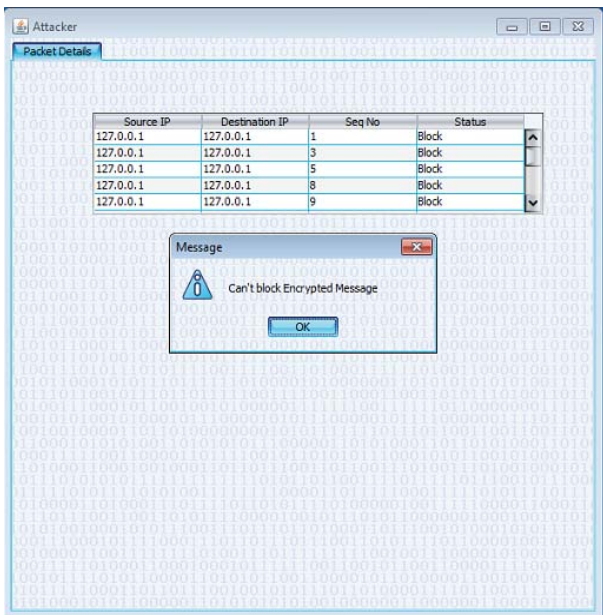 Attacker
Packet Details
Source IP Destination IP Seq No Status
127.0.0.1 127.0.0.1 1 Block
127.0.0.1 127.0.0.1 3 Block
127.0.0.1 127.0.0.1 5 Block
127.0.0.1 127.0.0.1 8 Block
127.0.0.1 127.0.0.1 9 Block
Message
Can't block Encrypted Message
OK